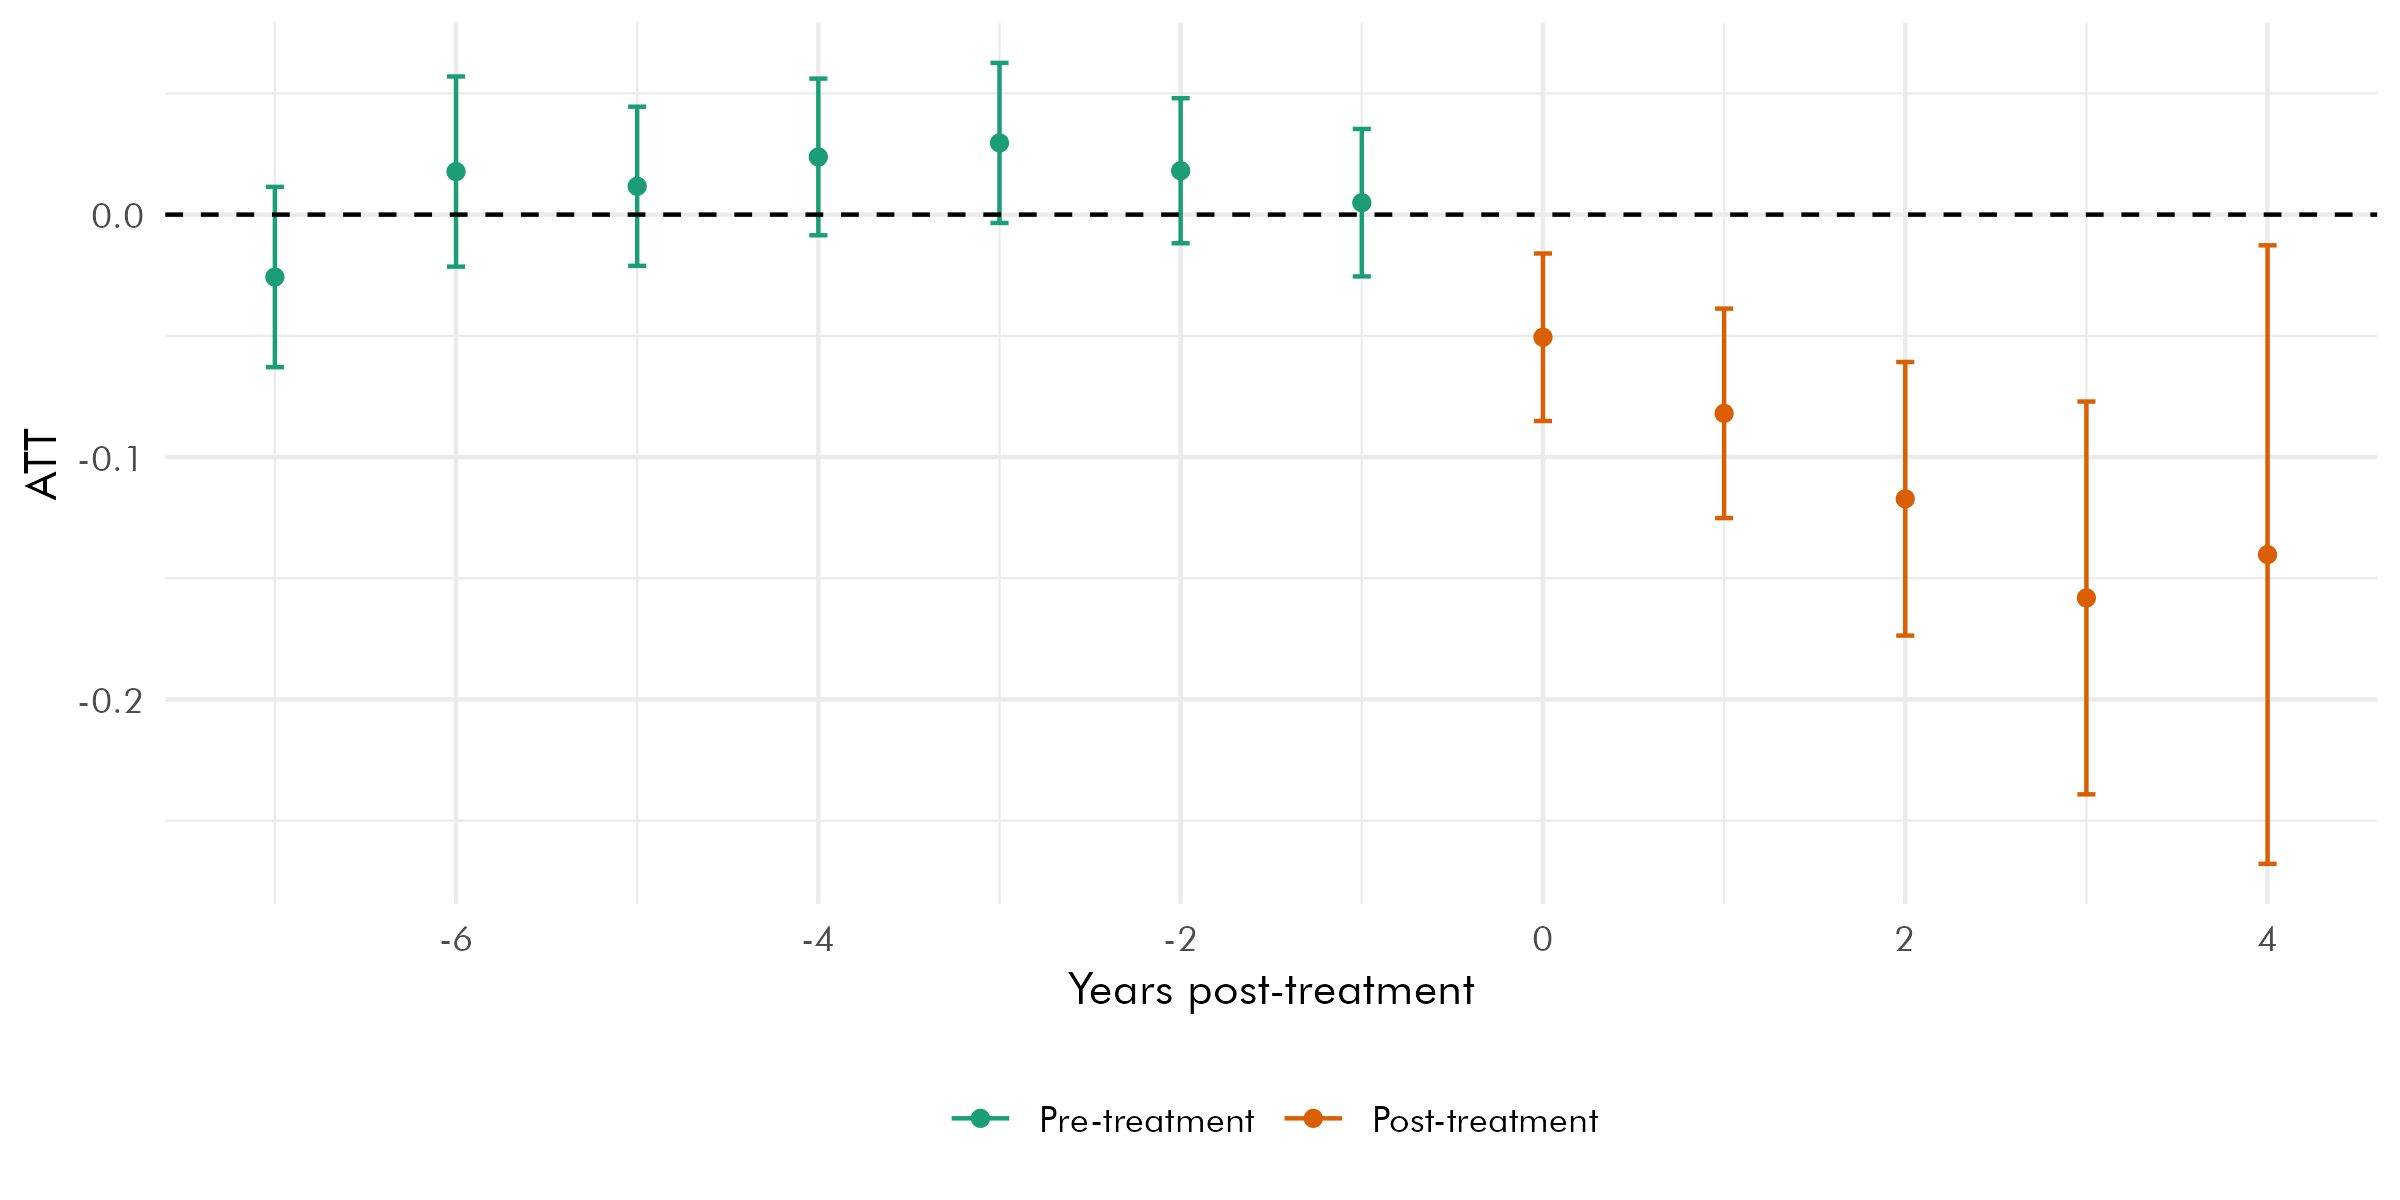 0.0
-0.1
-0.2
ATT
-6 -4 -2 0 2 4
Years post-treatment
Pre-treatment Post-treatment